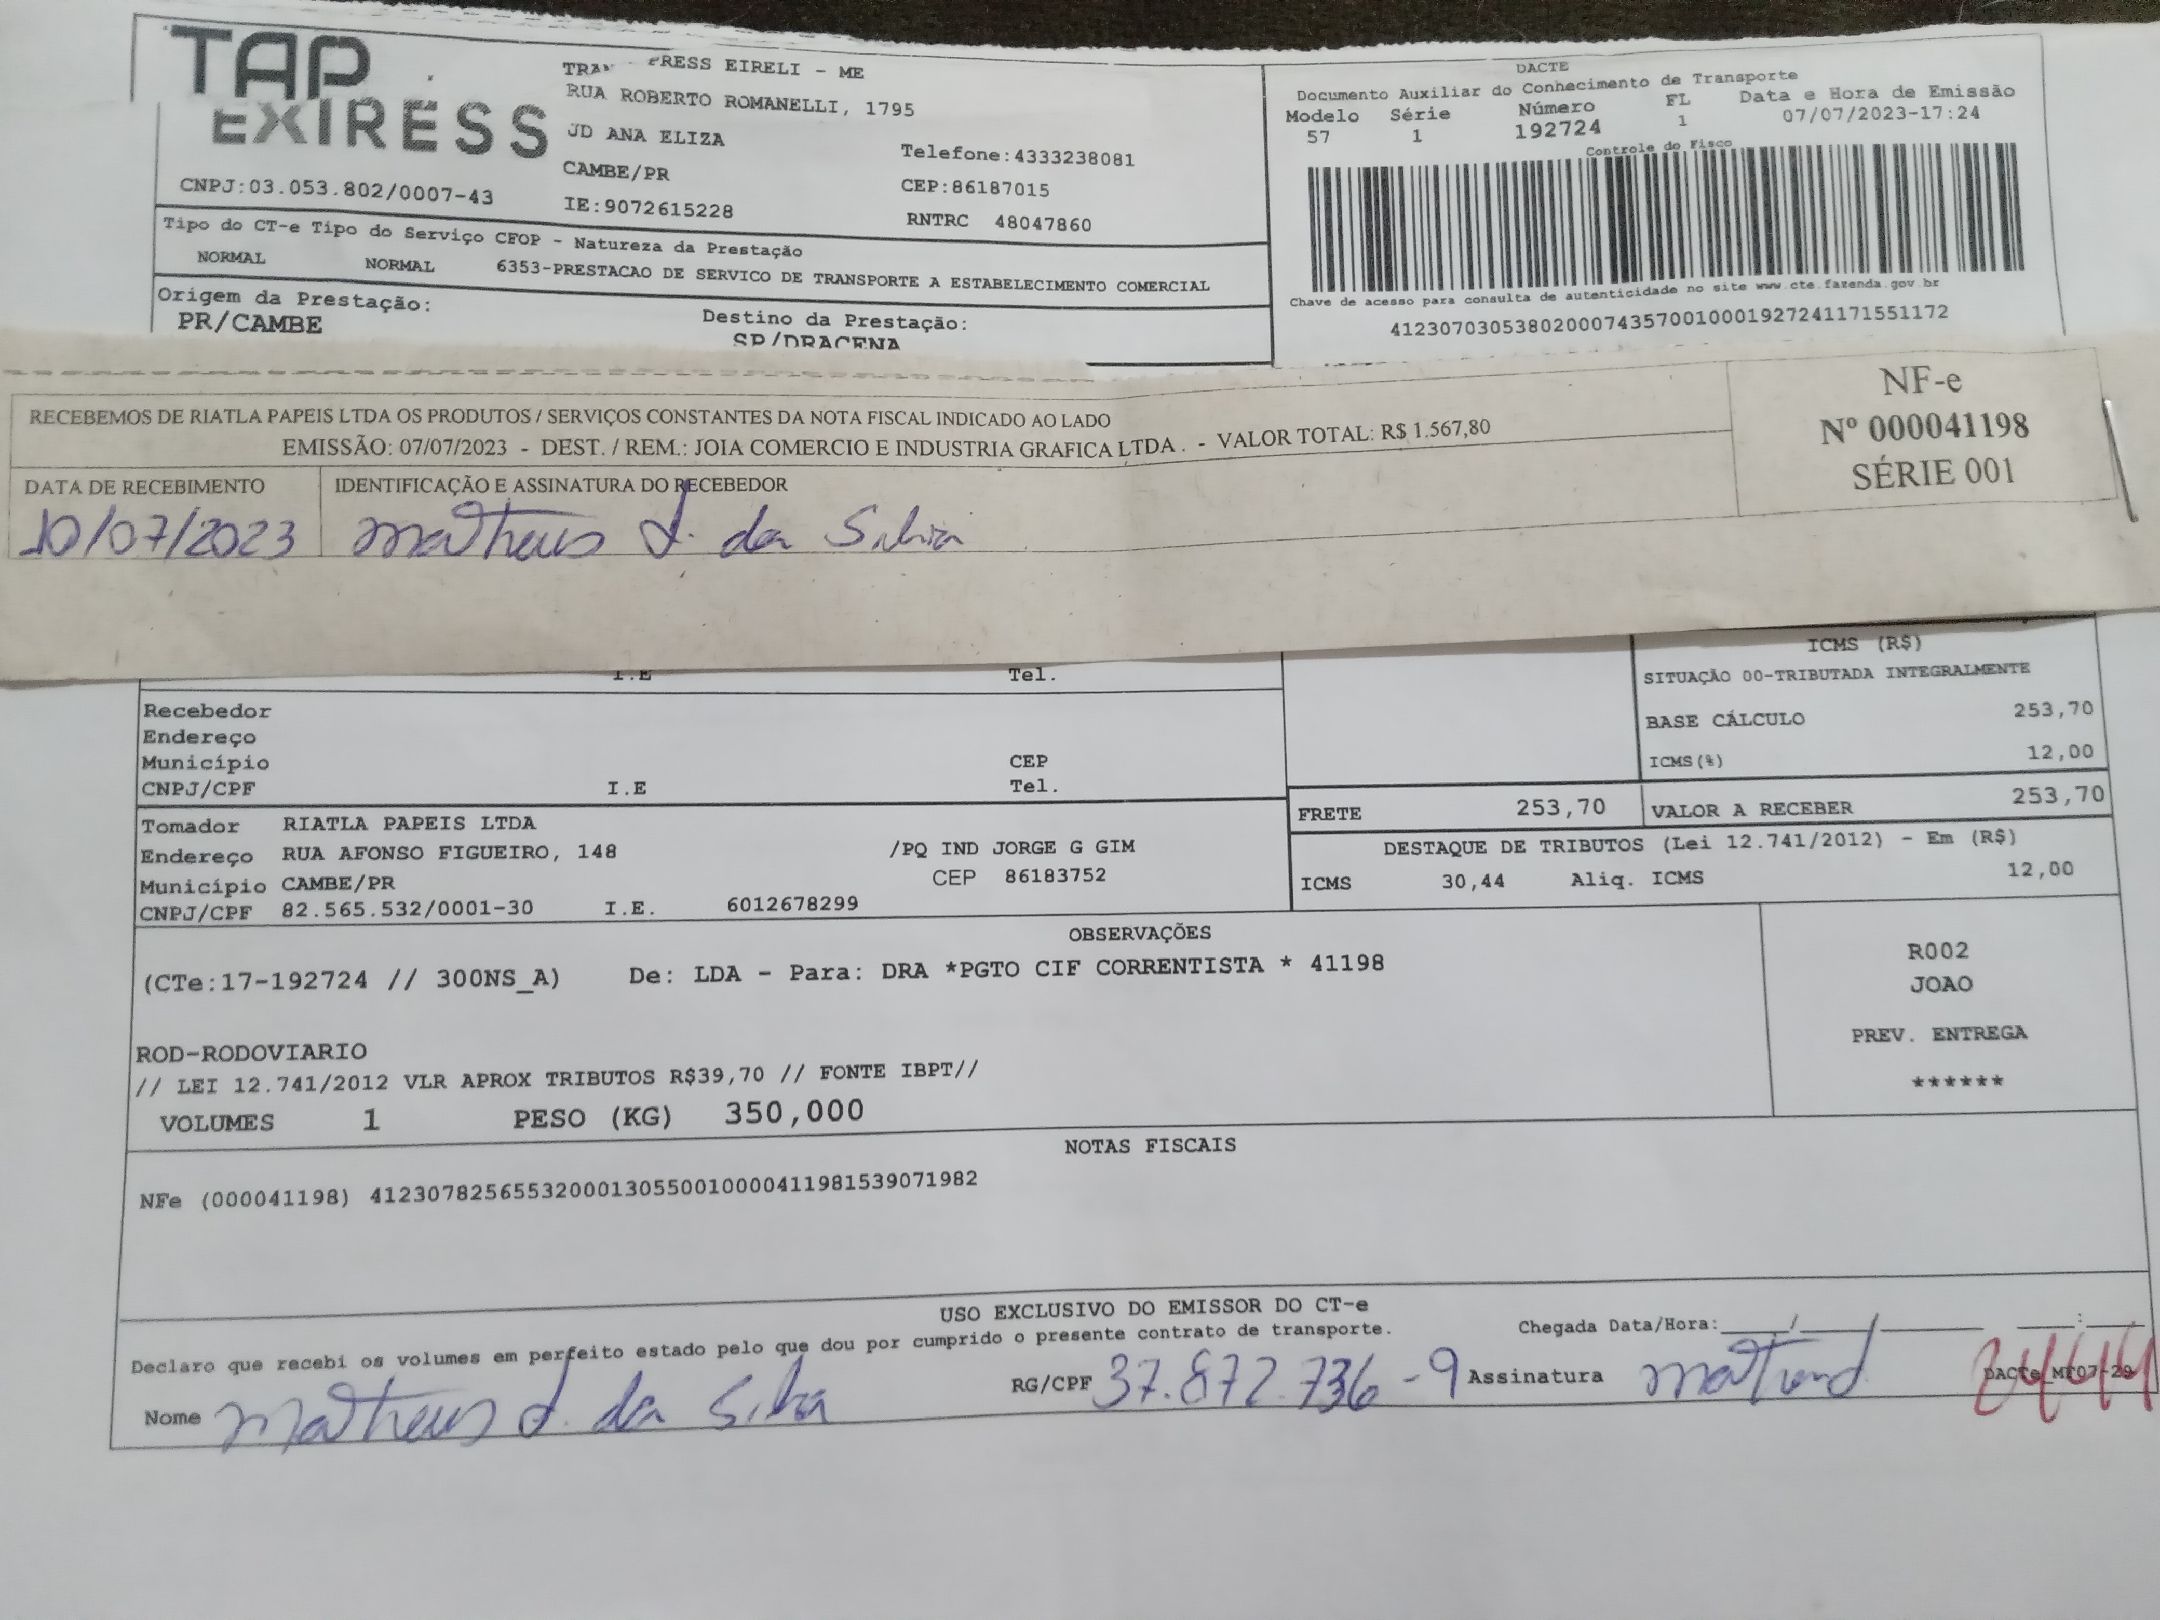 TAP
EXIRESS
PRESS EIRELI - ME
RUA ROBERTO ROMANELLI, 1795
JD ANA ELIZA
Telefone:4333238081
CAMBE/PR
CEP:86187015
CNPJ:03.053.802/0007-43
IE:9072615228
RNTRC 48047860
DACTE
Documento Auxiliar do Conhecimento de Transporte
Modelo Série Número FL Data e Hora de Emissão
57 1 192724 1 07/07/2023-17:24
Controle do Fisco
Chave de acesso para consulta de autenticidade no site www.cte.fazenda.gov.br
41230703053802000743570010001927241171551172
Tipo do CT-e Tipo do Serviço CFOP - Natureza da Prestação
NORMAL NORMAL 6353-PRESTACAO DE SERVICO DE TRANSPORTE A ESTABELECIMENTO COMERCIAL
Origem da Prestação: Destino da Prestação:
PR/CAMBE SP/DRACENA
RECEBEMOS DE RIATLA PAPEIS LTDA OS PRODUTOS / SERVIÇOS CONSTANTES DA NOTA FISCAL INDICADO AO LADO
EMISSÃO: 07/07/2023 - DEST. / REM.: JOIA COMERCIO E INDUSTRIA GRAFICA LTDA . - VALOR TOTAL: R$ 1.567,80
NF-e
Nº 000041198
SÉRIE 001
DATA DE RECEBIMENTO IDENTIFICAÇÃO E ASSINATURA DO RECEBEDOR
10/07/2023 Matheus J. da Silva
I.E Tel.
Recebedor
Endereço
Município CEP
CNPJ/CPF I.E Tel.
ICMS (R$)
SITUAÇÃO 00-TRIBUTADA INTEGRALMENTE
BASE CÁLCULO 253,70
ICMS(%) 12,00
FRETE 253,70 VALOR A RECEBER 253,70
DESTAQUE DE TRIBUTOS (Lei 12.741/2012) - Em (R$)
ICMS 30,44 Aliq. ICMS 12,00
Tomador RIATLA PAPEIS LTDA
Endereço RUA AFONSO FIGUEIRO, 148 /PQ IND JORGE G GIM
Município CAMBE/PR CEP 86183752
CNPJ/CPF 82.565.532/0001-30 I.E. 6012678299
OBSERVAÇÕES
(CTe:17-192724 // 300NS_A) De: LDA - Para: DRA *PGTO CIF CORRENTISTA * 41198
ROD-RODOVIARIO
// LEI 12.741/2012 VLR APROX TRIBUTOS R$39,70 // FONTE IBPT//
VOLUMES 1 PESO (KG) 350,000
R002
JOAO
PREV. ENTREGA
******
NOTAS FISCAIS
NFe (000041198) 41230782565532000130550010000411981539071982
USO EXCLUSIVO DO EMISSOR DO CT-e
Declaro que recebi os volumes em perfeito estado pelo que dou por cumprido o presente contrato de transporte.
Chegada Data/Hora:____/____ ____ ____:____
Nome Matheus J. da Silva RG/CPF 37.872.736-9 Assinatura
DACTe_MT07-29